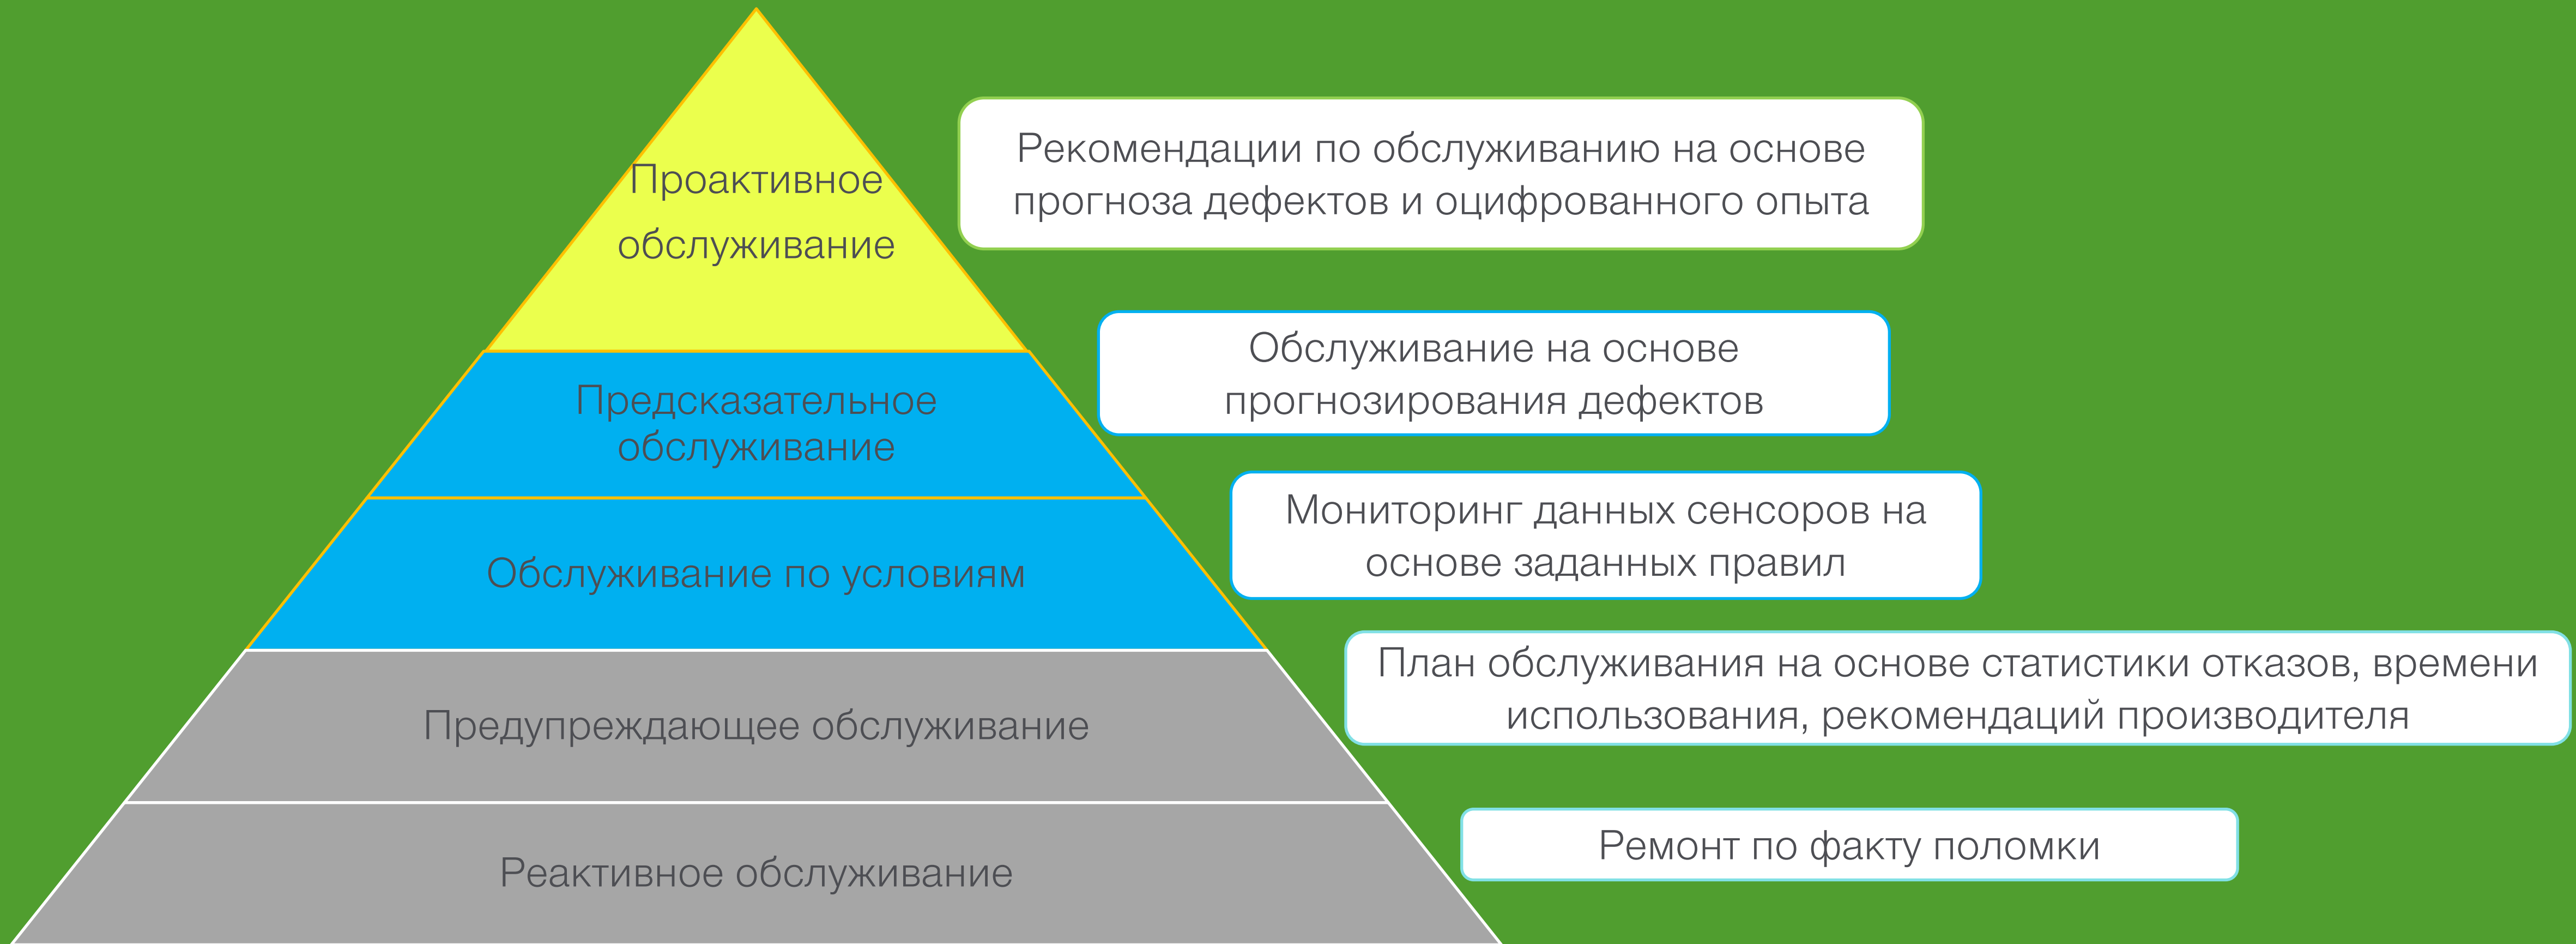 Проактивное
обслуживание
Рекомендации по обслуживанию на основе
прогноза дефектов и оцифрованного опыта
Предсказательное
обслуживание
Обслуживание на основе
прогнозирования дефектов
Обслуживание по условиям
Мониторинг данных сенсоров на
основе заданных правил
Предупреждающее обслуживание
План обслуживания на основе статистики отказов, времени
использования, рекомендаций производителя
Реактивное обслуживание
Ремонт по факту поломки